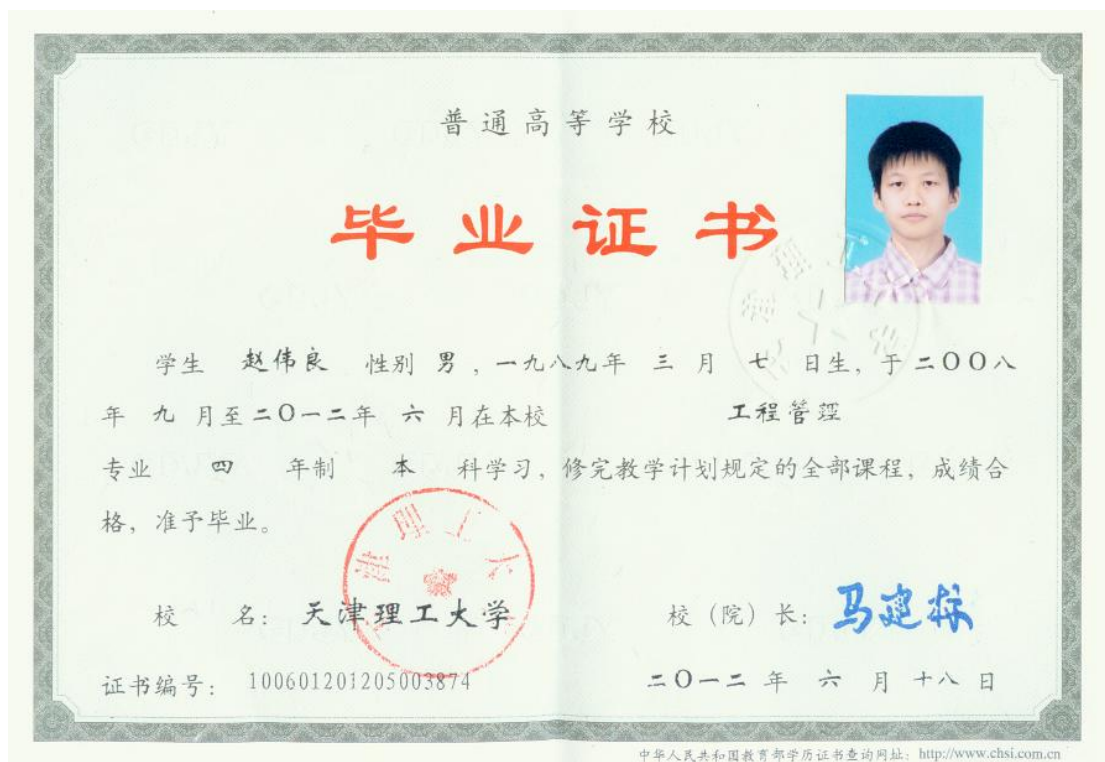 普通高等学校
毕业证书
学生 赵伟良 性别 男，一九八九年 三 月 七 日生，于二〇〇八
年 九 月至二〇一二年 六 月在本校 工程管理
专业 四 年制 本 科学习，修完教学计划规定的全部课程，成绩合
格，准予毕业。
校 名：天津理工大学 校（院）长：马建标
证书编号：100601201205003874 二〇一二年 六 月 十八 日
中华人民共和国教育部学历证书查询网址：http://www.chsi.com.cn